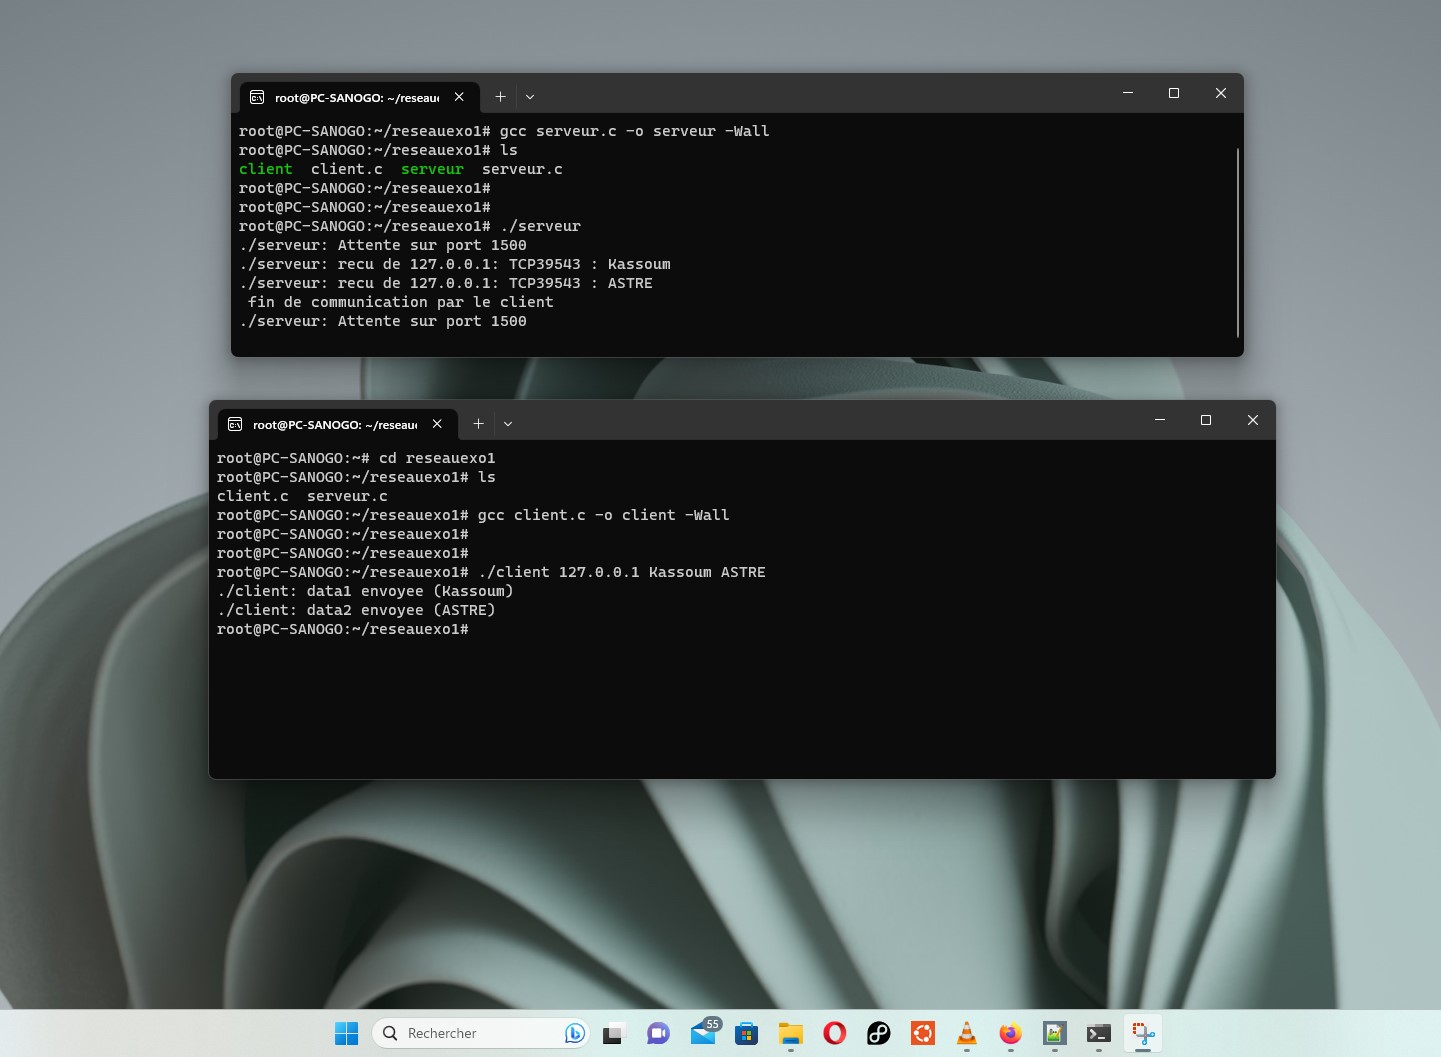 root@PC-SANOGO: ~/reseau
root@PC-SANOGO:~/reseauexo1# gcc serveur.c -o serveur -Wall
root@PC-SANOGO:~/reseauexo1# ls
client  client.c  serveur  serveur.c
root@PC-SANOGO:~/reseauexo1#
root@PC-SANOGO:~/reseauexo1#
root@PC-SANOGO:~/reseauexo1# ./serveur
./serveur: Attente sur port 1500
./serveur: recu de 127.0.0.1: TCP39543 : Kassoum
./serveur: recu de 127.0.0.1: TCP39543 : ASTRE
 fin de communication par le client
./serveur: Attente sur port 1500
root@PC-SANOGO: ~/reseau
root@PC-SANOGO:~# cd reseauexo1
root@PC-SANOGO:~/reseauexo1# ls
client.c  serveur.c
root@PC-SANOGO:~/reseauexo1# gcc client.c -o client -Wall
root@PC-SANOGO:~/reseauexo1#
root@PC-SANOGO:~/reseauexo1#
root@PC-SANOGO:~/reseauexo1# ./client 127.0.0.1 Kassoum ASTRE
./client: data1 envoyee (Kassoum)
./client: data2 envoyee (ASTRE)
root@PC-SANOGO:~/reseauexo1#
Rechercher
55